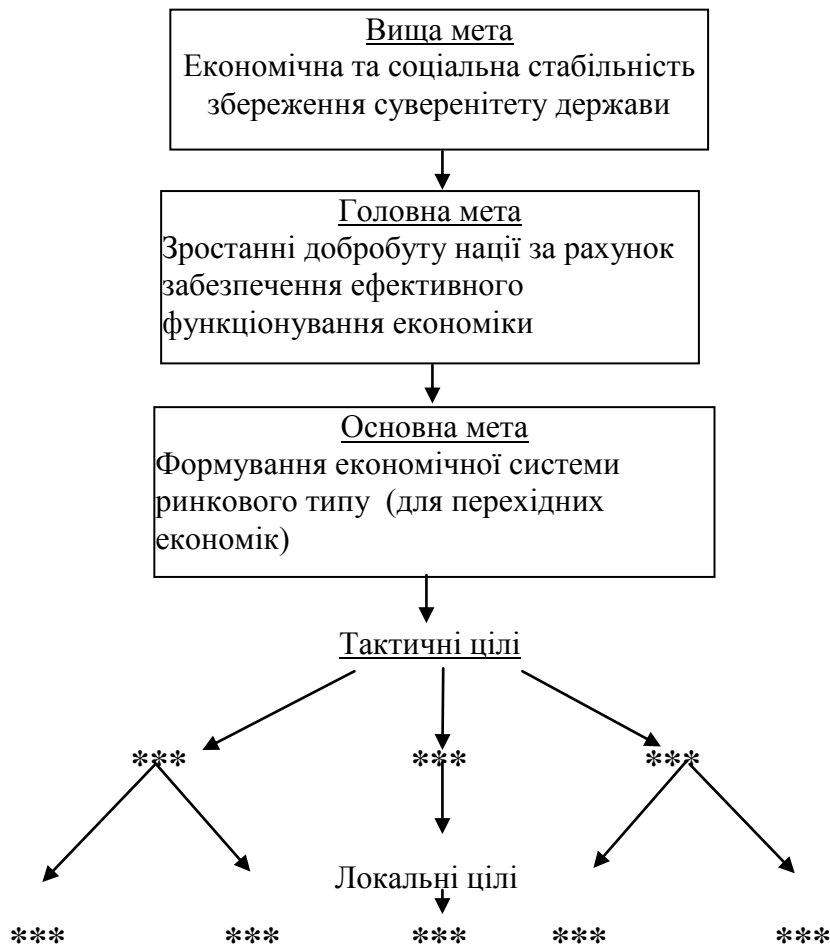 Вища мета
Економічна та соціальна стабільність
збереження суверенітету держави
Головна мета
Зростанні добробуту нації за рахунок
забезпечення ефективного
функціонування економіки
Основна мета
Формування економічної системи
ринкового типу (для перехідних
економік)
Тактичні цілі
*** *** ***
Локальні цілі
*** *** *** *** ***